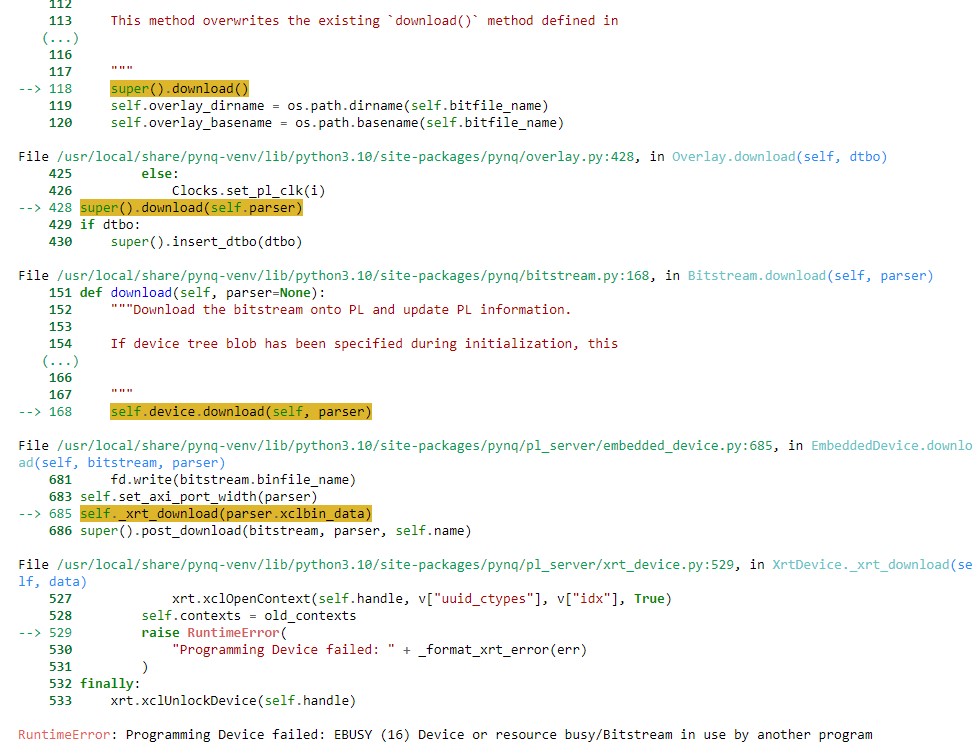 112
113     This method overwrites the existing `download()` method defined in
(...)
116
117     """
--> 118     super().download()
119     self.overlay_dirname = os.path.dirname(self.bitfile_name)
120     self.overlay_basename = os.path.basename(self.bitfile_name)
File /usr/local/share/pynq-venv/lib/python3.10/site-packages/pynq/overlay.py:428, in Overlay.download(self, dtbo)
425         else:
426             Clocks.set_pl_clk(i)
--> 428 super().download(self.parser)
429 if dtbo:
430     super().insert_dtbo(dtbo)
File /usr/local/share/pynq-venv/lib/python3.10/site-packages/pynq/bitstream.py:168, in Bitstream.download(self, parser)
151 def download(self, parser=None):
152     """Download the bitstream onto PL and update PL information.
153
154     If device tree blob has been specified during initialization, this
(...)
166
167     """
--> 168     self.device.download(self, parser)
File /usr/local/share/pynq-venv/lib/python3.10/site-packages/pynq/pl_server/embedded_device.py:685, in EmbeddedDevice.downlo
ad(self, bitstream, parser)
681     fd.write(bitstream.binfile_name)
683 self.set_axi_port_width(parser)
--> 685 self._xrt_download(parser.xclbin_data)
686 super().post_download(bitstream, parser, self.name)
File /usr/local/share/pynq-venv/lib/python3.10/site-packages/pynq/pl_server/xrt_device.py:529, in XrtDevice._xrt_download(se
lf, data)
527             xrt.xclOpenContext(self.handle, v["uuid_ctypes"], v["idx"], True)
528         self.contexts = old_contexts
--> 529         raise RuntimeError(
530             "Programming Device failed: " + _format_xrt_error(err)
531         )
532 finally:
533     xrt.xclUnlockDevice(self.handle)
RuntimeError: Programming Device failed: EBUSY (16) Device or resource busy/Bitstream in use by another program